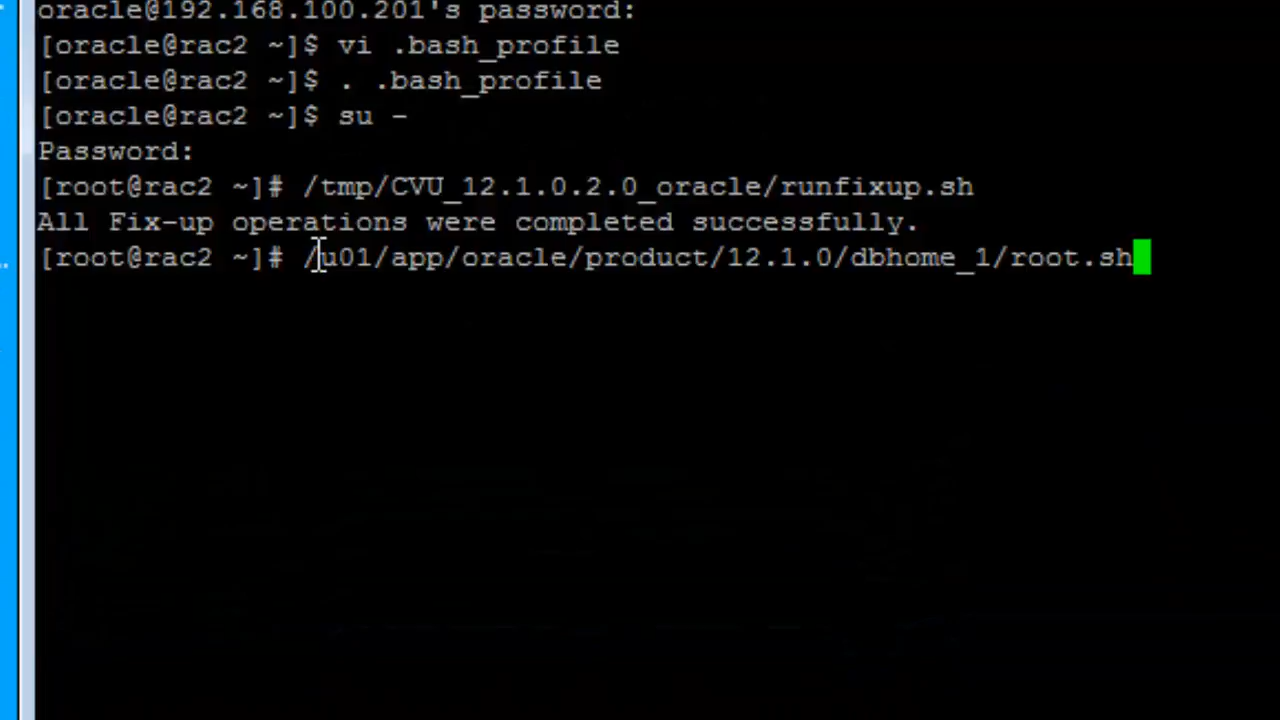 oracle@192.168.100.201's password:
[oracle@rac2 ~]$ vi .bash_profile
[oracle@rac2 ~]$ . .bash_profile
[oracle@rac2 ~]$ su -
Password:
[root@rac2 ~]# /tmp/CVU_12.1.0.2.0_oracle/runfixup.sh
All Fix-up operations were completed successfully.
[root@rac2 ~]# /u01/app/oracle/product/12.1.0/dbhome_1/root.sh